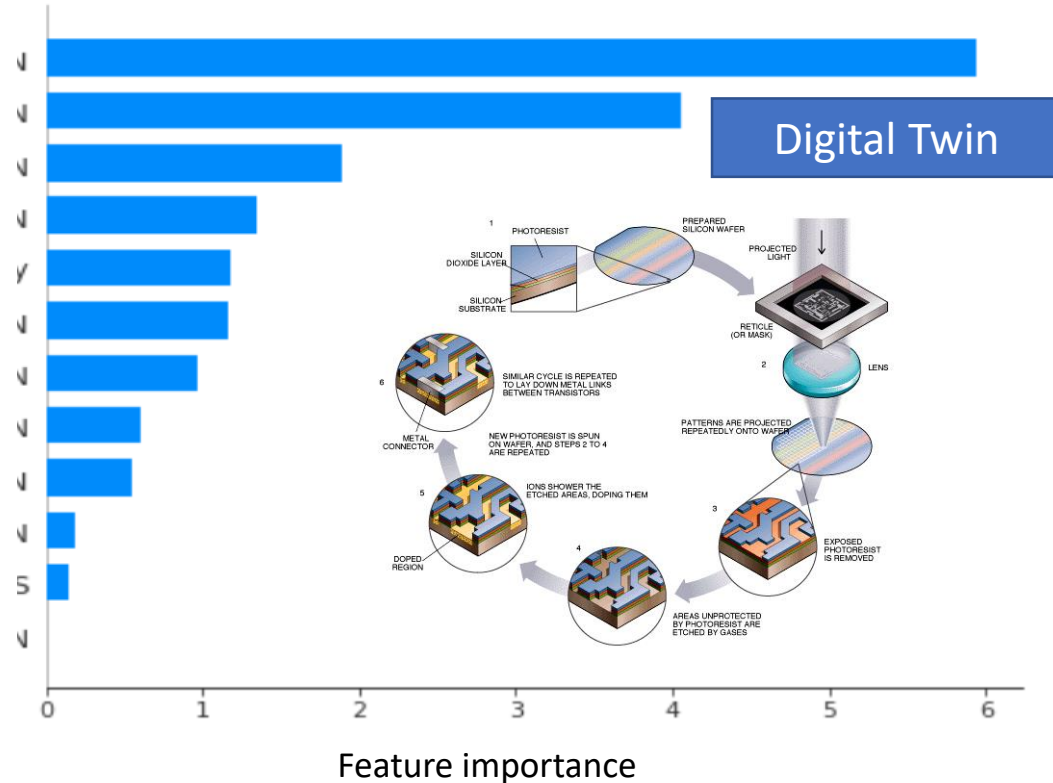 N
N
Digital Twin
N
N
y
N
N
N
N
N
S
N
1
PHOTORESIST
PREPARED
SILICON WAFER
SILICON
DIOXIDE LAYER
SILICON
SUBSTRATE
PROJECTED
LIGHT
RETICLE
(OR MASK)
2
LENS
PATTERNS ARE PROJECTED
REPEATEDLY ONTO WAFER
3
EXPOSED
PHOTORESIST
IS REMOVED
4
AREAS UNPROTECTED
BY PHOTORESIST ARE
ETCHED BY GASES
5
IONS SHOWER THE
ETCHED AREAS, DOPING THEM
DOPED
REGION
NEW PHOTORESIST IS SPUN
ON WAFER, AND STEPS 2 TO 4
ARE REPEATED
6
SIMILAR CYCLE IS REPEATED
TO LAY DOWN METAL LINKS
BETWEEN TRANSISTORS
METAL
CONNECTOR
0 1 2 3 4 5 6
Feature importance